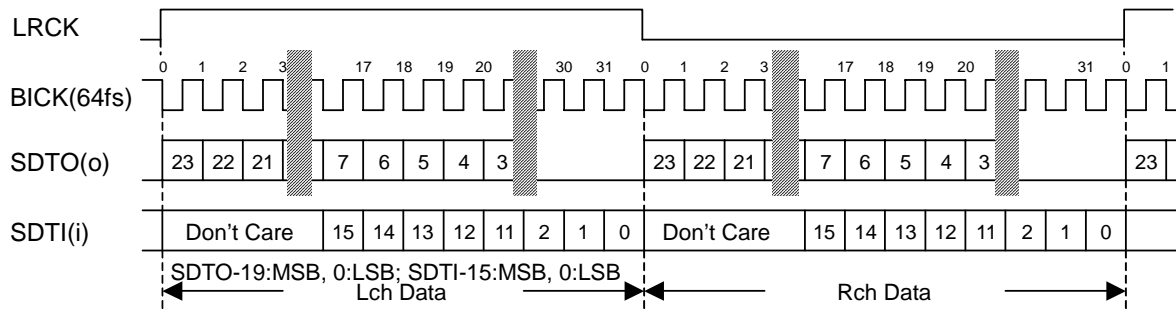 LRCK
0 1 2 3 17 18 19 20 30 31 0 1 2 3 17 18 19 20 31 0 1
BICK(64fs)
SDTO(o) 23 22 21 7 6 5 4 3 23 22 21 7 6 5 4 3 23
SDTI(i) Don't Care 15 14 13 12 11 2 1 0 Don't Care 15 14 13 12 11 2 1 0
SDTO-19:MSB, 0:LSB; SDTI-15:MSB, 0:LSB
Lch Data Rch Data